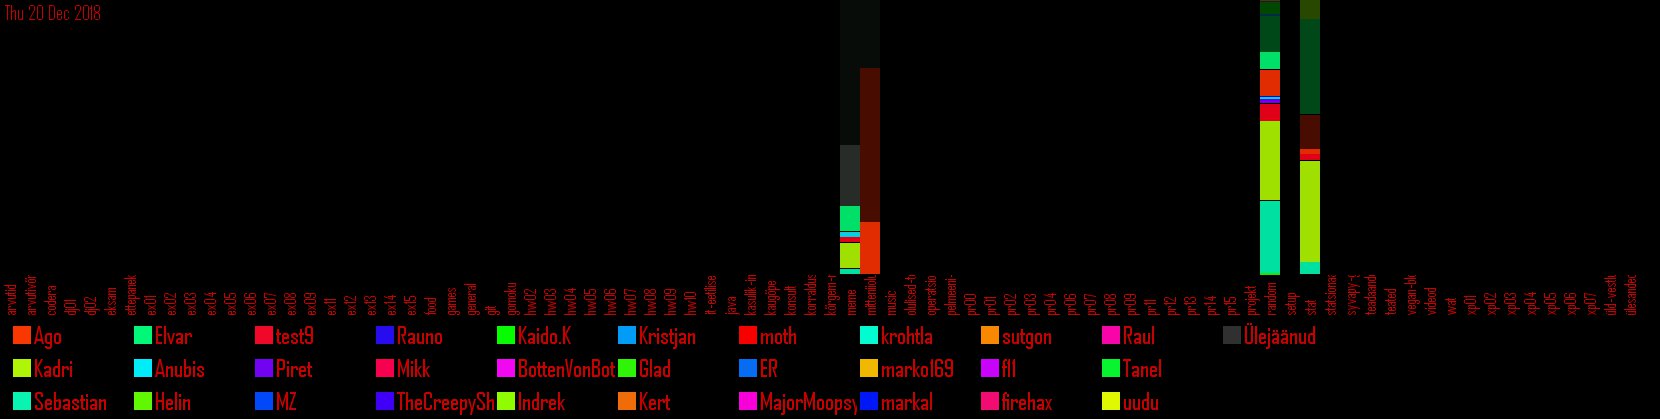 Thu 20 Dec 2018
arvutid
codera
dj01
dj02
eksam
ettepanek
ex01
ex02
ex03
ex04
ex05
ex06
ex07
ex08
ex09
ex11
ex12
ex13
ex14
ex15
games
general
git
gomoku
hw02
hw03
hw04
hw05
hw06
hw07
hw08
hw09
hw10
java
konsult
meme
music
pr00
pr01
pr02
pr03
pr04
pr06
pr07
pr08
pr09
pr11
pr12
pr13
pr14
pr15
projekt
random
setup
stat
teated
videod
xp01
xp02
xp03
xp04
xp05
xp06
xp07
Ago Elvar test9 Rauno Kaido.K Kristjan moth krohtla sutgon Raul Ülejäänud
Kadri Anubis Piret Mikk BottenVonBot Glad ER marko169 f11 Tanel
Sebastian Helin MZ TheCreepySh Indrek Kert MajorMoopsy markal firehax uudu